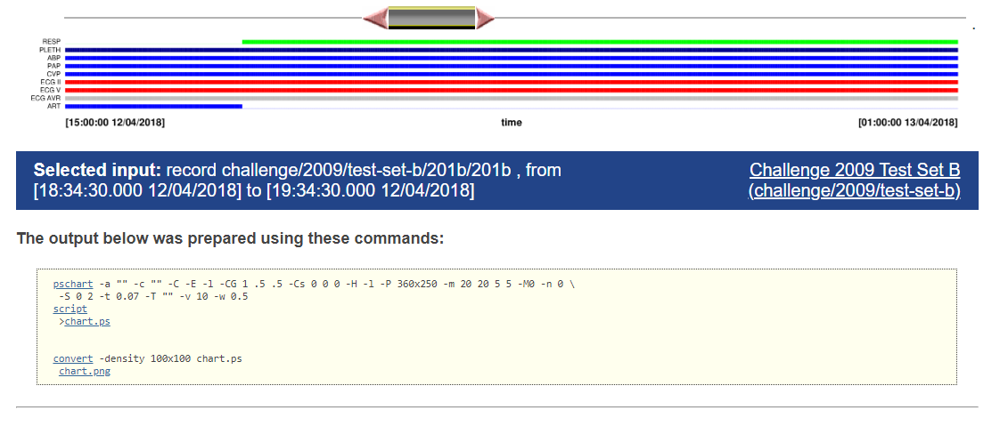 RESP
PLETH
ABP
PAP
CVP
ECG II
ECG V
ECG AVR
ART
[15:00:00 12/04/2018] time [01:00:00 13/04/2018]
Selected input: record challenge/2009/test-set-b/201b/201b , from
[18:34:30.000 12/04/2018] to [19:34:30.000 12/04/2018]
Challenge 2009 Test Set B
(challenge/2009/test-set-b)
The output below was prepared using these commands:
pschart -a "" -c "" -C -E -l -CG 1 .5 .5 -Cs 0 0 0 -H -l -P 360x250 -m 20 20 5 5 -M0 -n 0 \
-S 0 2 -t 0.07 -T "" -v 10 -w 0.5
script
>chart.ps
convert -density 100x100 chart.ps
chart.png